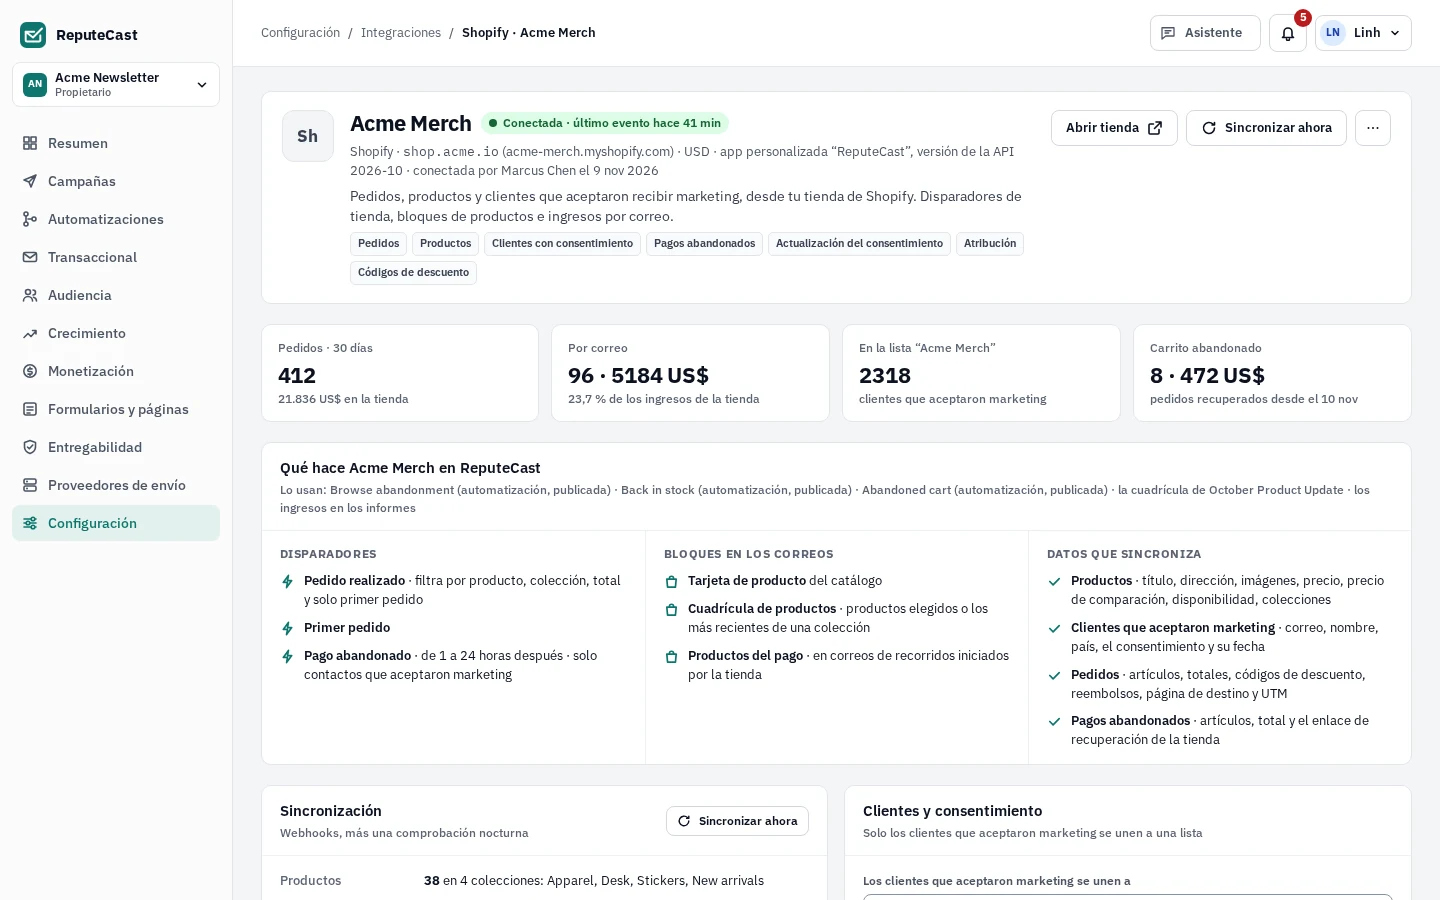 ReputeCast
AN
Acme Newsletter
Propietario
Resumen
Campañas
Automatizaciones
Transaccional
Audiencia
Crecimiento
Monetización
Formularios y páginas
Entregabilidad
Proveedores de envío
Configuración
Configuración / Integraciones / Shopify · Acme Merch
Asistente
5
LN
Linh
Sh
Acme Merch
Conectada · último evento hace 41 min
Shopify · shop.acme.io (acme-merch.myshopify.com) · USD · app personalizada “ReputeCast”, versión de la API
2026-10 · conectada por Marcus Chen el 9 nov 2026
Pedidos, productos y clientes que aceptaron recibir marketing, desde tu tienda de Shopify. Disparadores de
tienda, bloques de productos e ingresos por correo.
Pedidos
Productos
Clientes con consentimiento
Pagos abandonados
Actualización del consentimiento
Atribución
Códigos de descuento
Abrir tienda
Sincronizar ahora
Pedidos · 30 días
412
21.836 US$ en la tienda
Por correo
96 · 5184 US$
23,7 % de los ingresos de la tienda
En la lista “Acme Merch”
2318
clientes que aceptaron marketing
Carrito abandonado
8 · 472 US$
pedidos recuperados desde el 10 nov
Qué hace Acme Merch en ReputeCast
Lo usan: Browse abandonment (automatización, publicada) · Back in stock (automatización, publicada) · Abandoned cart (automatización, publicada) · la cuadrícula de October Product Update · los
ingresos en los informes
DISPARADORES
Pedido realizado · filtra por producto, colección, total
y solo primer pedido
Primer pedido
Pago abandonado · de 1 a 24 horas después · solo
contactos que aceptaron marketing
BLOQUES EN LOS CORREOS
Tarjeta de producto del catálogo
Cuadrícula de productos · productos elegidos o los
más recientes de una colección
Productos del pago · en correos de recorridos iniciados
por la tienda
DATOS QUE SINCRONIZA
Productos · título, dirección, imágenes, precio, precio
de comparación, disponibilidad, colecciones
Clientes que aceptaron marketing · correo, nombre,
país, el consentimiento y su fecha
Pedidos · artículos, totales, códigos de descuento,
reembolsos, página de destino y UTM
Pagos abandonados · artículos, total y el enlace de
recuperación de la tienda
Sincronización
Webhooks, más una comprobación nocturna
Sincronizar ahora
Productos
38 en 4 colecciones: Apparel, Desk, Stickers, New arrivals
Clientes y consentimiento
Solo los clientes que aceptaron marketing se unen a una lista
Los clientes que aceptaron marketing se unen a